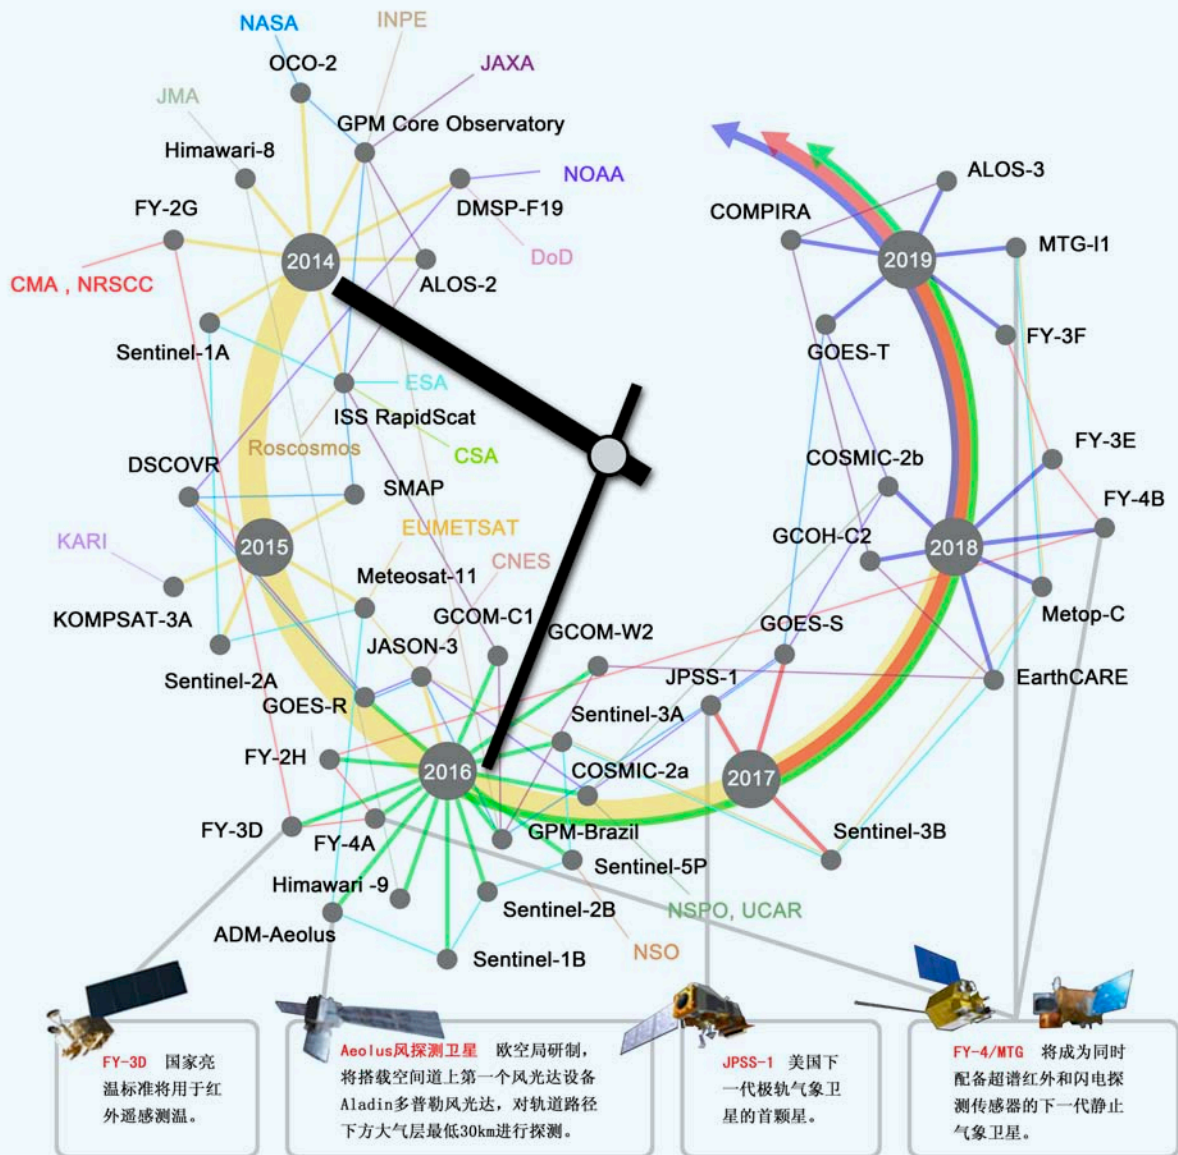 NASA
INPE
OCO-2
JAXA
JMA
GPM Core Observatory
Himawari-8
NOAA
FY-2G
DMSP-F19
DoD
2014
CMA , NRSCC
ALOS-2
Sentinel-1A
ESA
ISS RapidScat
Roscosmos
CSA
DSCOVR
SMAP
EUMETSAT
KARI
2015
CNES
Meteosat-11
KOMPSAT-3A
GCOM-C1
JASON-3
GCOM-W2
Sentinel-2A
GOES-R
Sentinel-3A
FY-2H
2016
COSMIC-2a
FY-3D
FY-4A
GPM-Brazil
Sentinel-5P
Himawari -9
Sentinel-2B
NSPO, UCAR
ADM-Aeolus
Sentinel-1B
NSO
ALOS-3
COMPIRA
2019
MTG-I1
FY-3F
GOES-T
FY-3E
COSMIC-2b
FY-4B
GCOH-C2
2018
Metop-C
GOES-S
JPSS-1
EarthCARE
2017
Sentinel-3B
FY-3D 国家亮
温标准将用于红
外遥感测温。
Aeolus风探测卫星 欧空局研制，
将搭载空间道上第一个风光达设备
Aladin多普勒风光达，对轨道路径
下方大气层最低30km进行探测。
JPSS-1 美国下
一代极轨气象卫
星的首颗星。
FY-4/MTG 将成为同时
配备超谱红外和闪电探
测传感器的下一代静止
气象卫星。